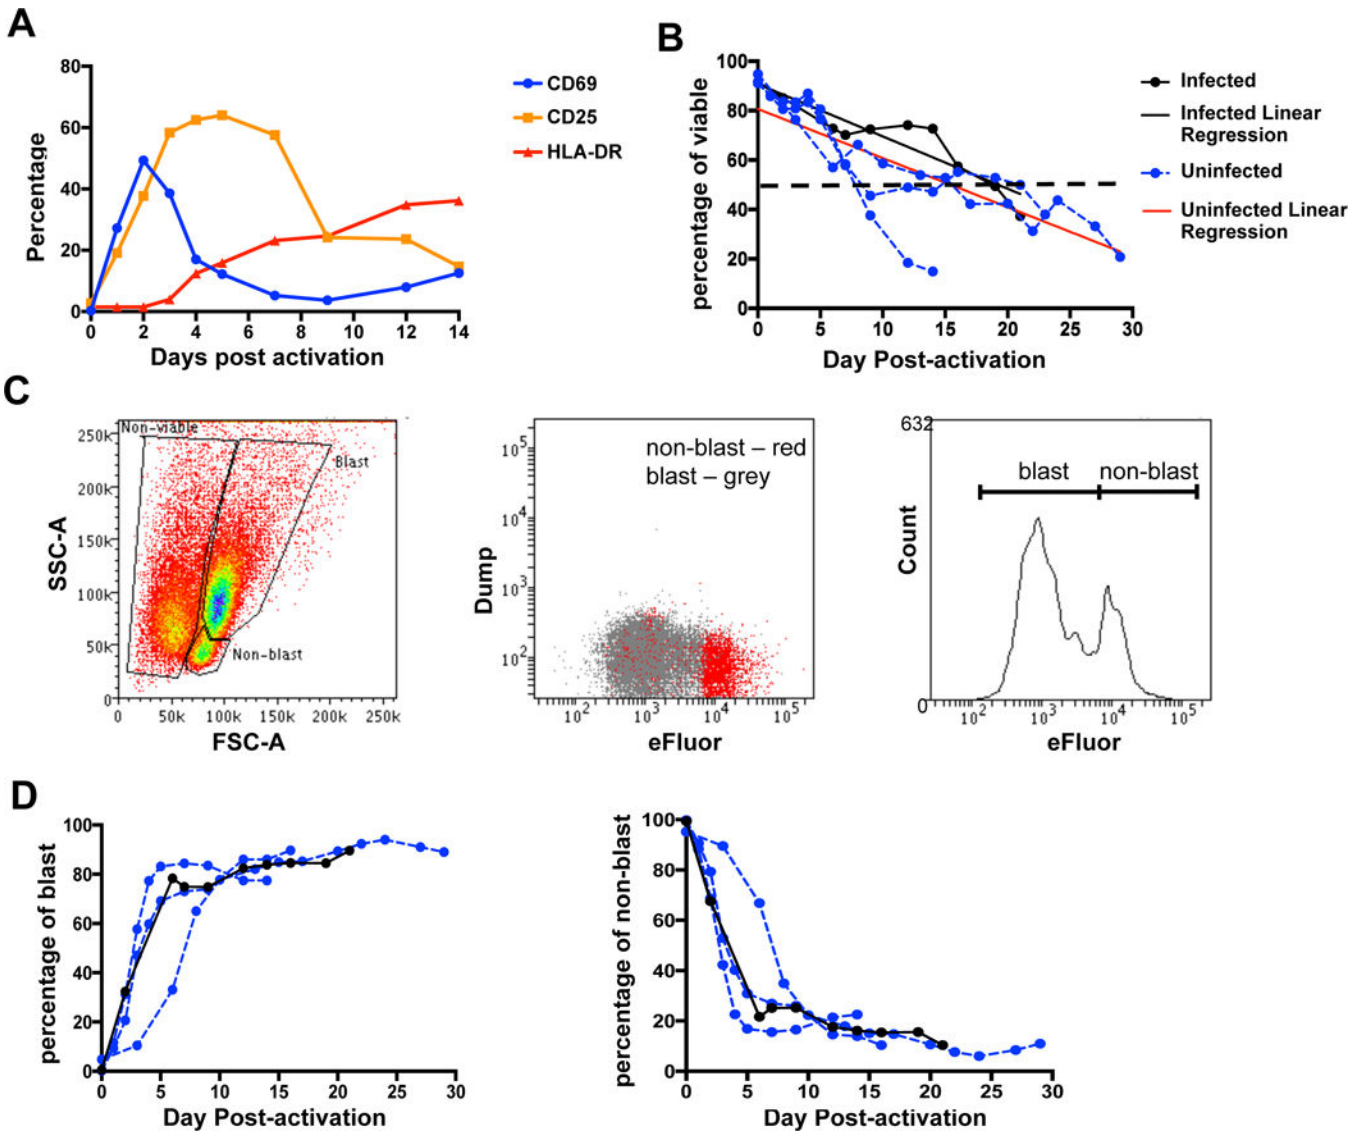 A
Percentage
80
60
40
20
0
0 2 4 6 8 10 12 14
Days post activation
CD69
CD25
HLA-DR
B
percentage of viable
100
80
60
40
20
0
0 5 10 15 20 25 30
Day Post-activation
Infected
Infected Linear
Regression
Uninfected
Uninfected Linear
Regression
C
SSC-A
250k
200k
150k
100k
50k
0
0 50k 100k 150k 200k 250k
FSC-A
Non-viable
Blast
Non-blast
Dump
10^5
10^4
10^3
10^2
10^2 10^3 10^4 10^5
eFluor
non-blast – red
blast – grey
Count
632
0
10^2 10^3 10^4 10^5
eFluor
blast non-blast
D
percentage of blast
100
80
60
40
20
0
0 5 10 15 20 25 30
Day Post-activation
percentage of non-blast
100
80
60
40
20
0
0 5 10 15 20 25 30
Day Post-activation